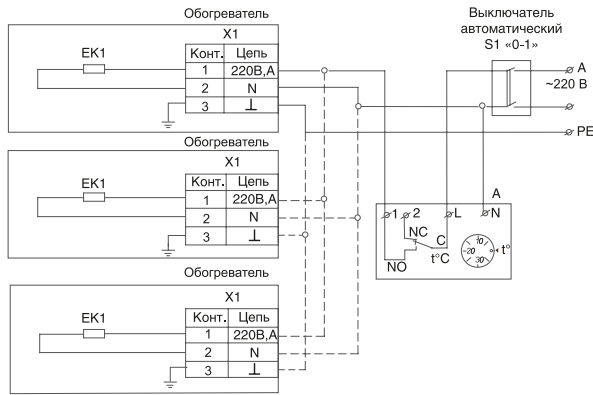 Обогреватель
X1
Конт. Цепь
EK1
1 220В,А
2 N
3 ⊥
Обогреватель
X1
Конт. Цепь
EK1
1 220В,А
2 N
3 ⊥
Обогреватель
X1
Конт. Цепь
EK1
1 220В,А
2 N
3 ⊥
Выключатель
автоматический
S1 «0-1»
A
~220 В
PE
A
1 2 L N
NC
C
NO
t°C
10
-20
30
t°